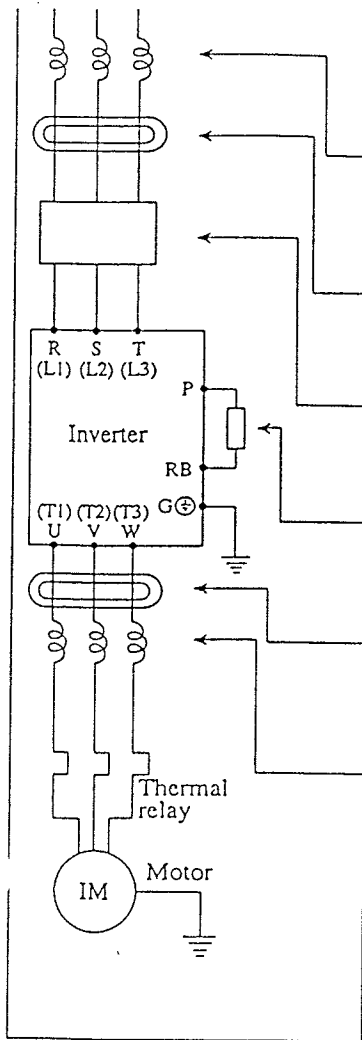 R S T
(L1) (L2) (L3)
P
Inverter
RB
(T1) (T2) (T3)
G
U V W
Thermal
relay
Motor
IM